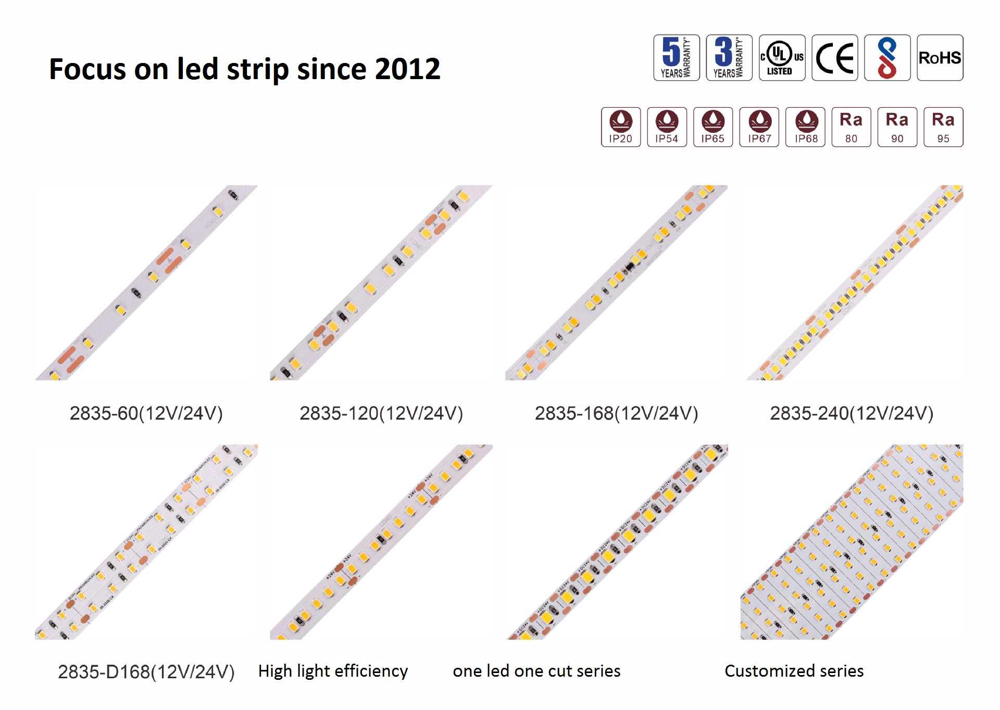 Focus on led strip since 2012
5 YEARS WARRANTY*
3 YEARS WARRANTY*
C UL US LISTED
CE
RoHS
IP20
IP54
IP65
IP67
IP68
Ra 80
Ra 90
Ra 95
2835-60(12V/24V)
2835-120(12V/24V)
2835-168(12V/24V)
2835-240(12V/24V)
2835-D168(12V/24V)
High light efficiency
one led one cut series
Customized series